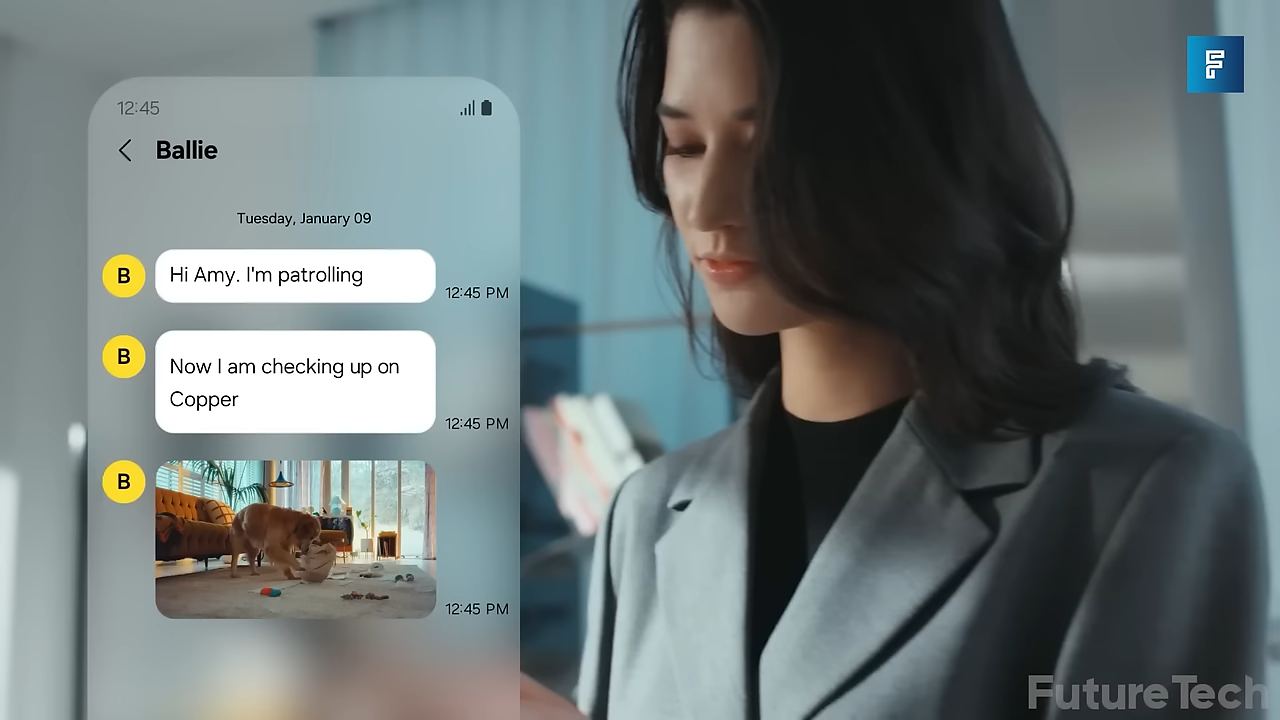 12:45
Ballie
Tuesday, January 09
B
Hi Amy. I'm patrolling
12:45 PM
B
Now I am checking up on
Copper
12:45 PM
B
12:45 PM
F
FutureTech